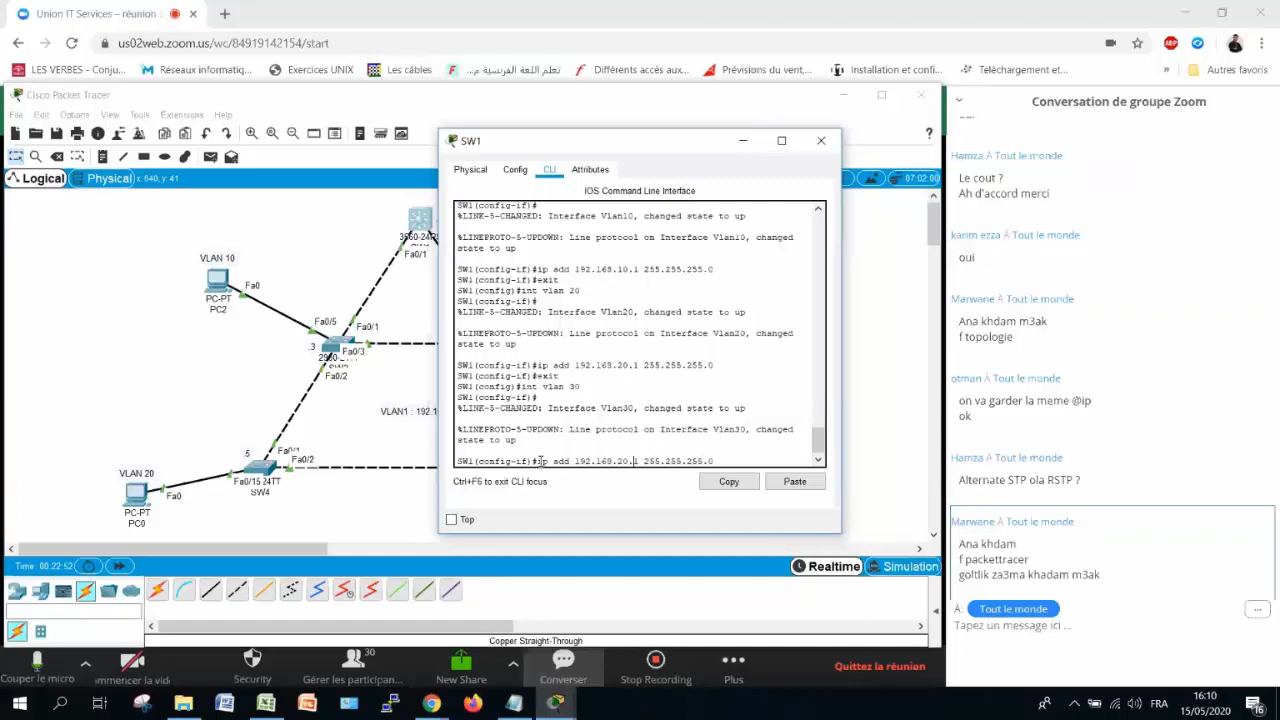 Union IT Services – réunion
us02web.zoom.us/wc/84919142154/start
LES VERBES - Conju...
Réseaux informatiq...
Exercices UNIX
Les câbles
تعلم اللغة الفرنسية م...
Différents accès aux...
Prévisions du vent,...
Installation et confi...
Téléchargement et...
»
Autres favoris
Cisco Packet Tracer
File Edit Options View Tools Extensions Help
?
Logical
Physical
x: 640, y: 41
07:02:00
Fa0/1
VLAN 10
Fa0
PC-PT
PC2
Fa0/5
Fa0/1
.3
Fa0/3
Fa0/2
VLAN1 : 192.1
.5
Fa0/1
Fa0/2
VLAN 20
Fa0
Fa0/15 24TT
SW4
PC-PT
PC0
SW1
Physical
Config
CLI
Attributes
IOS Command Line Interface
SW1(config-if)#
%LINK-5-CHANGED: Interface Vlan10, changed state to up
%LINEPROTO-5-UPDOWN: Line protocol on Interface Vlan10, changed
state to up
SW1(config-if)#ip add 192.168.10.1 255.255.255.0
SW1(config-if)#exit
SW1(config)#int vlan 20
SW1(config-if)#
%LINK-5-CHANGED: Interface Vlan20, changed state to up
%LINEPROTO-5-UPDOWN: Line protocol on Interface Vlan20, changed
state to up
SW1(config-if)#ip add 192.168.20.1 255.255.255.0
SW1(config-if)#exit
SW1(config)#int vlan 30
SW1(config-if)#
%LINK-5-CHANGED: Interface Vlan30, changed state to up
%LINEPROTO-5-UPDOWN: Line protocol on Interface Vlan30, changed
state to up
SW1(config-if)#ip add 192.168.20.1 255.255.255.0
Ctrl+F6 to exit CLI focus
Copy
Paste
Top
Time: 00:22:52
Realtime
Simulation
Copper Straight-Through
Conversation de groupe Zoom
Hamza À Tout le monde
Le cout ?
Ah d'accord merci
karim ezza À Tout le monde
oui
Marwane À Tout le monde
Ana khdam m3ak
f topologie
otman À Tout le monde
on va garder la meme @ip
ok
Hamza À Tout le monde
Alternate STP ola RSTP ?
Marwane À Tout le monde
Ana khdam
f packettracer
goltlik za3ma khadam m3ak
À: Tout le monde
...
Tapez un message ici ...
Couper le micro
mmencer la vid
Security
30
Gérer les participan...
New Share
Converser
Stop Recording
Plus
Quittez la réunion
FRA
16:10
15/05/2020
16